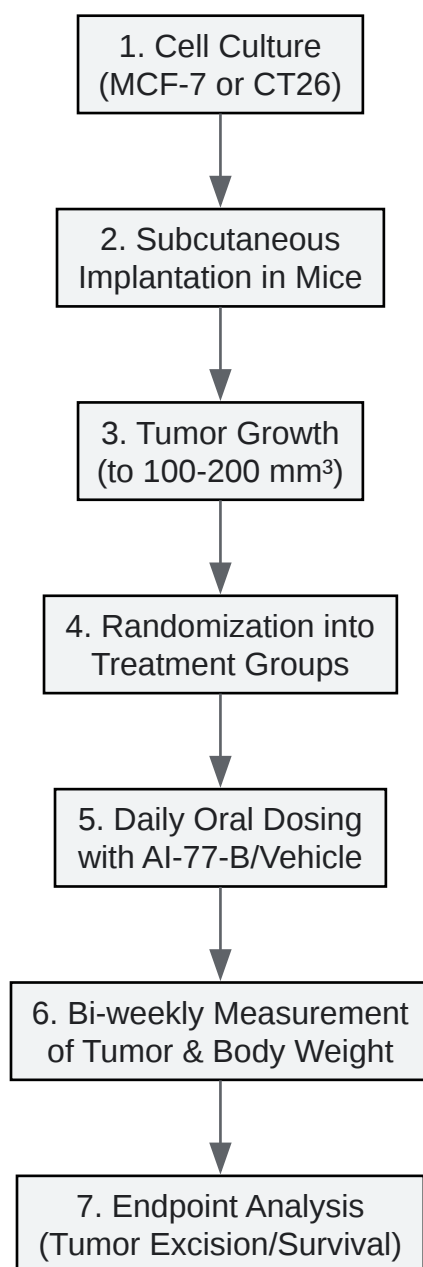 1. Cell Culture
(MCF-7 or CT26)
2. Subcutaneous
Implantation in Mice
3. Tumor Growth
(to 100-200 mm³)
4. Randomization into
Treatment Groups
5. Daily Oral Dosing
with AI-77-B/Vehicle
6. Bi-weekly Measurement
of Tumor & Body Weight
7. Endpoint Analysis
(Tumor Excision/Survival)